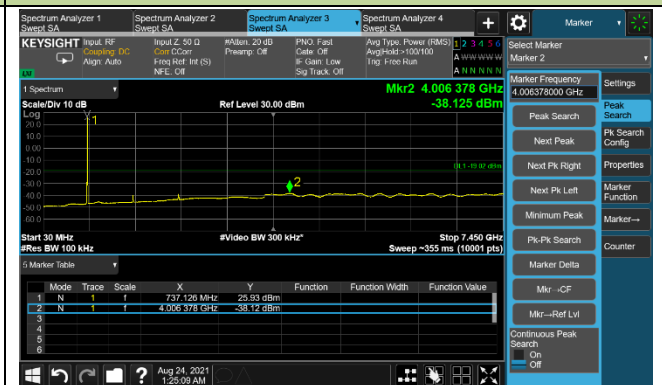 Spectrum Analyzer 1
Swept SA
Spectrum Analyzer 2
Swept SA
Spectrum Analyzer 3
Swept SA
Spectrum Analyzer 4
Swept SA
+
Marker
KEYSIGHT
Input: RF
Coupling: DC
Align: Auto
Input Z: 50 Ω
Corr CCorr
Freq Ref: Int (S)
NFE: Off
#Atten: 20 dB
Preamp: Off
PNO: Fast
Gate: Off
IF Gain: Low
Sig Track: Off
Avg Type: Power (RMS)
Avg|Hold:>100/100
Trig: Free Run
1 2 3 4 5 6
A WWWWW
A N N N N N
Select Marker
Marker 2
1 Spectrum
Scale/Div 10 dB
Ref Level 30.00 dBm
Mkr2 4.006 378 GHz
-38.125 dBm
Log
20.0
10.0
0.00
-10.0
-20.0
-30.0
-40.0
-50.0
-60.0
1
2
DL1 -19.02 dBm
Start 30 MHz
#Res BW 100 kHz
#Video BW 300 kHz*
Stop 7.450 GHz
Sweep ~355 ms (10001 pts)
5 Marker Table
Mode Trace Scale X Y Function Function Width Function Value
1 N 1 f 737.126 MHz 25.93 dBm
2 N 1 f 4.006 378 GHz -38.12 dBm
3
4
5
6
Marker Frequency
4.006378000 GHz
Peak Search
Next Peak
Next Pk Right
Next Pk Left
Minimum Peak
Pk-Pk Search
Marker Delta
Mkr→CF
Mkr→Ref Lvl
Continuous Peak
Search
On
Off
Settings
Peak
Search
Pk Search
Config
Properties
Marker
Function
Marker→
Counter
?
Aug 24, 2021
1:25:09 AM